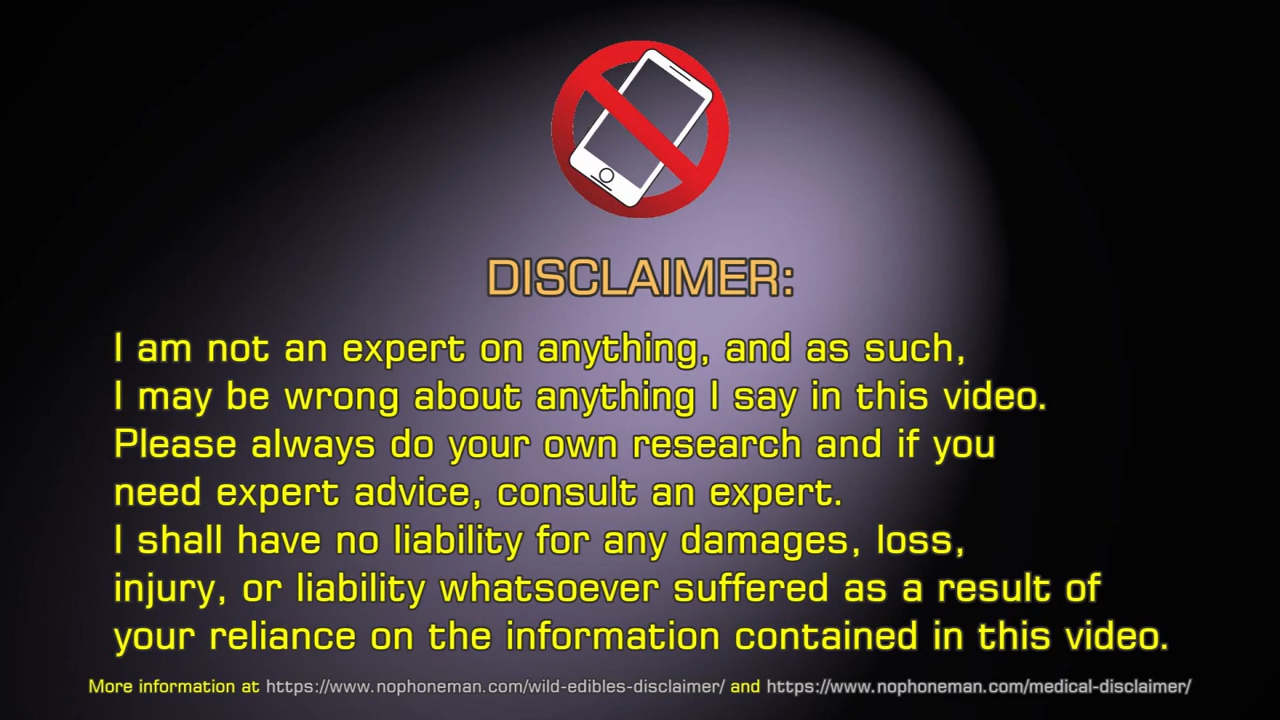 DISCLAIMER:
I am not an expert on anything, and as such,
I may be wrong about anything I say in this video.
Please always do your own research and if you
need expert advice, consult an expert.
I shall have no liability for any damages, loss,
injury, or liability whatsoever suffered as a result of
your reliance on the information contained in this video.
More information at https://www.nophoneman.com/wild-edibles-disclaimer/ and https://www.nophoneman.com/medical-disclaimer/